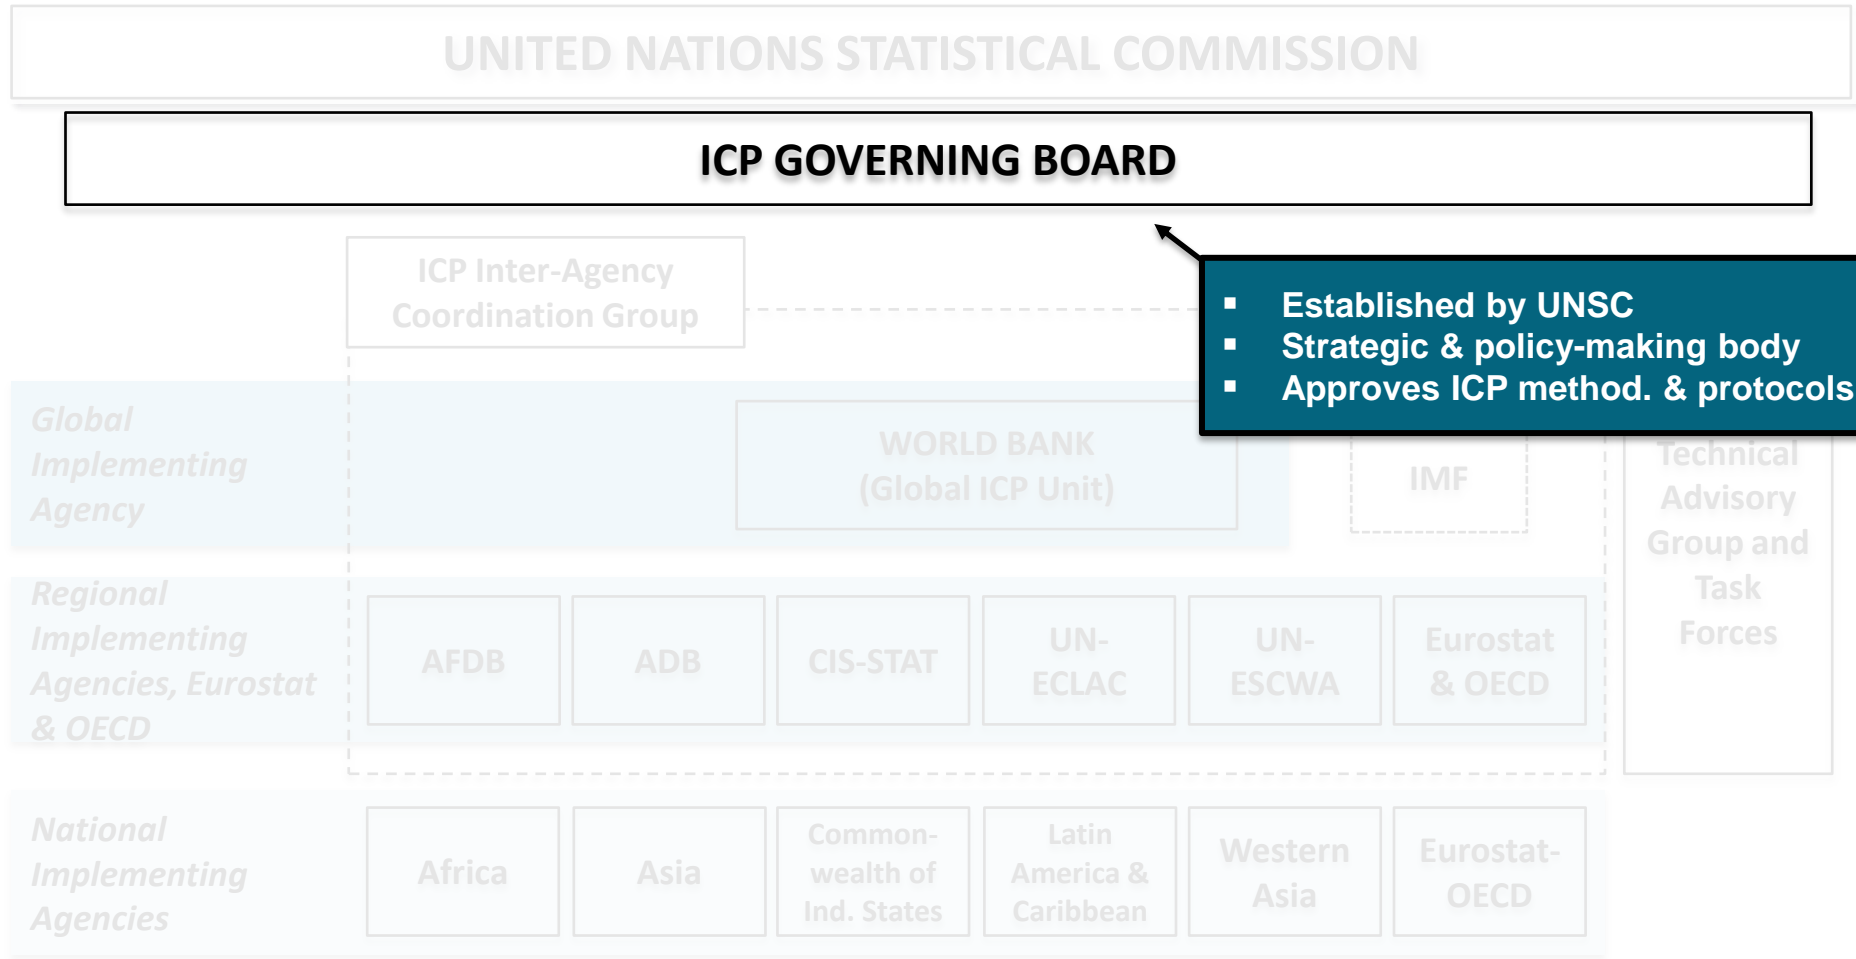 UNITED NATIONS STATISTICAL COMMISSION
ICP GOVERNING BOARD
ICP Inter-Agency
Coordination Group
▪ Established by UNSC
▪ Strategic & policy-making body
▪ Approves ICP method. & protocols
Global
Implementing
Agency
WORLD BANK
(Global ICP Unit)
IMF
Technical
Advisory
Group and
Task
Forces
Regional
Implementing
Agencies, Eurostat
& OECD
AFDB
ADB
CIS-STAT
UN-
ECLAC
UN-
ESCWA
Eurostat
& OECD
National
Implementing
Agencies
Africa
Asia
Common-
wealth of
Ind. States
Latin
America &
Caribbean
Western
Asia
Eurostat-
OECD